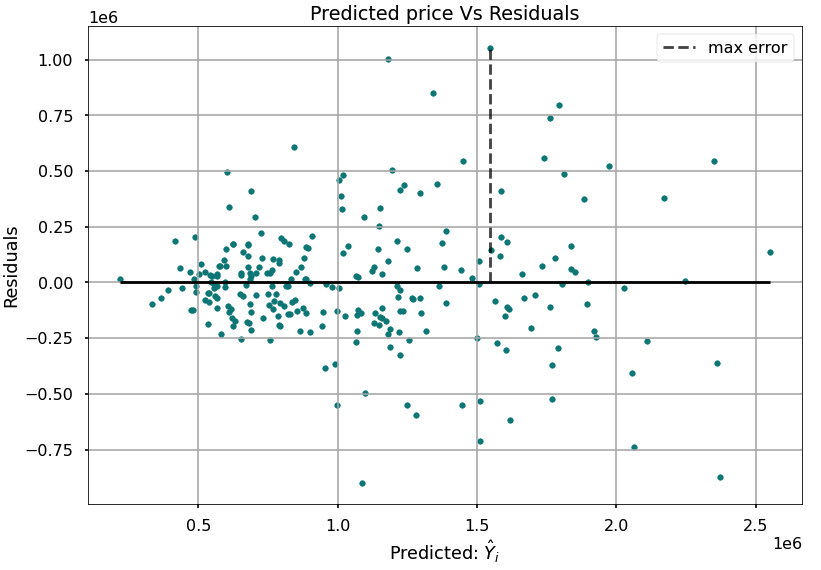 Predicted price Vs Residuals
1e6
max error
1.00
0.75
0.50
0.25
0.00
−0.25
−0.50
−0.75
Residuals
0.5 1.0 1.5 2.0 2.5
1e6
Predicted: Ŷᵢ